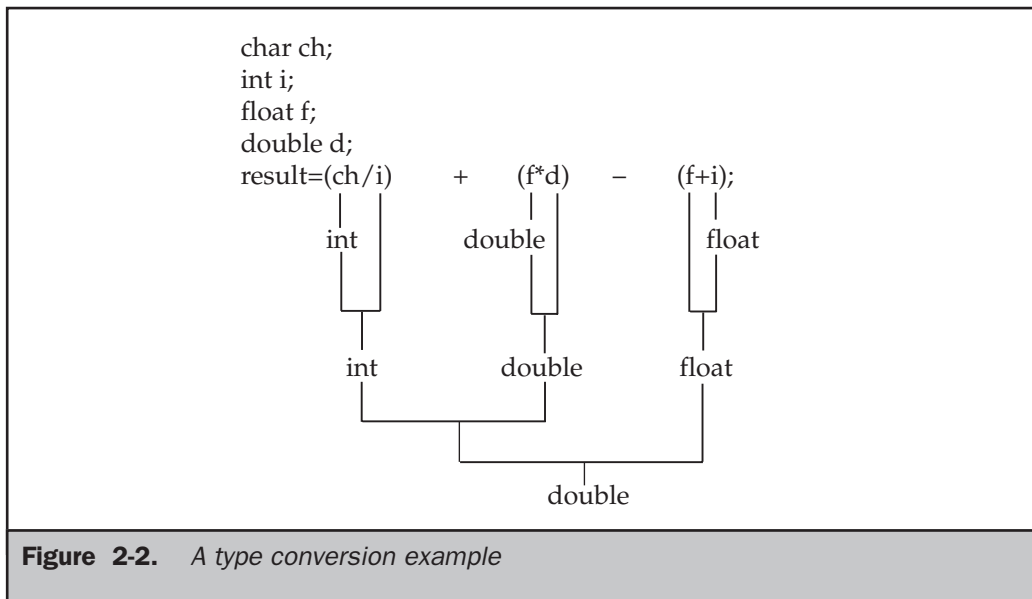 char ch;
int i;
float f;
double d;
result=(ch/i) + (f*d) – (f+i);
int double float
int double float
double
Figure 2-2. A type conversion example